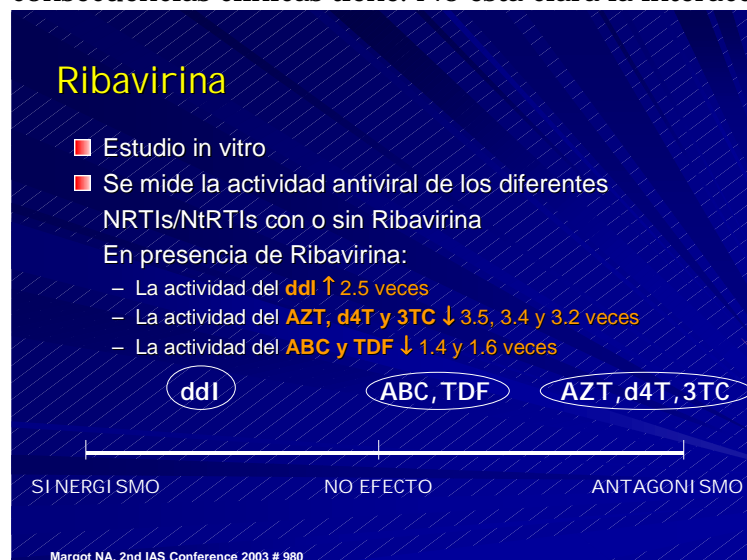 Ribavirina
Estudio in vitro
Se mide la actividad antiviral de los diferentes
NRTIs/NtRTIs con o sin Ribavirina
En presencia de Ribavirina:
– La actividad del ddI ↑ 2.5 veces
– La actividad del AZT, d4T y 3TC ↓ 3.5, 3.4 y 3.2 veces
– La actividad del ABC y TDF ↓ 1.4 y 1.6 veces
ddI ABC,TDF AZT,d4T,3TC
SINERGISMO NO EFECTO ANTAGONISMO
Margot NA, 2nd IAS Conference 2003 # 980